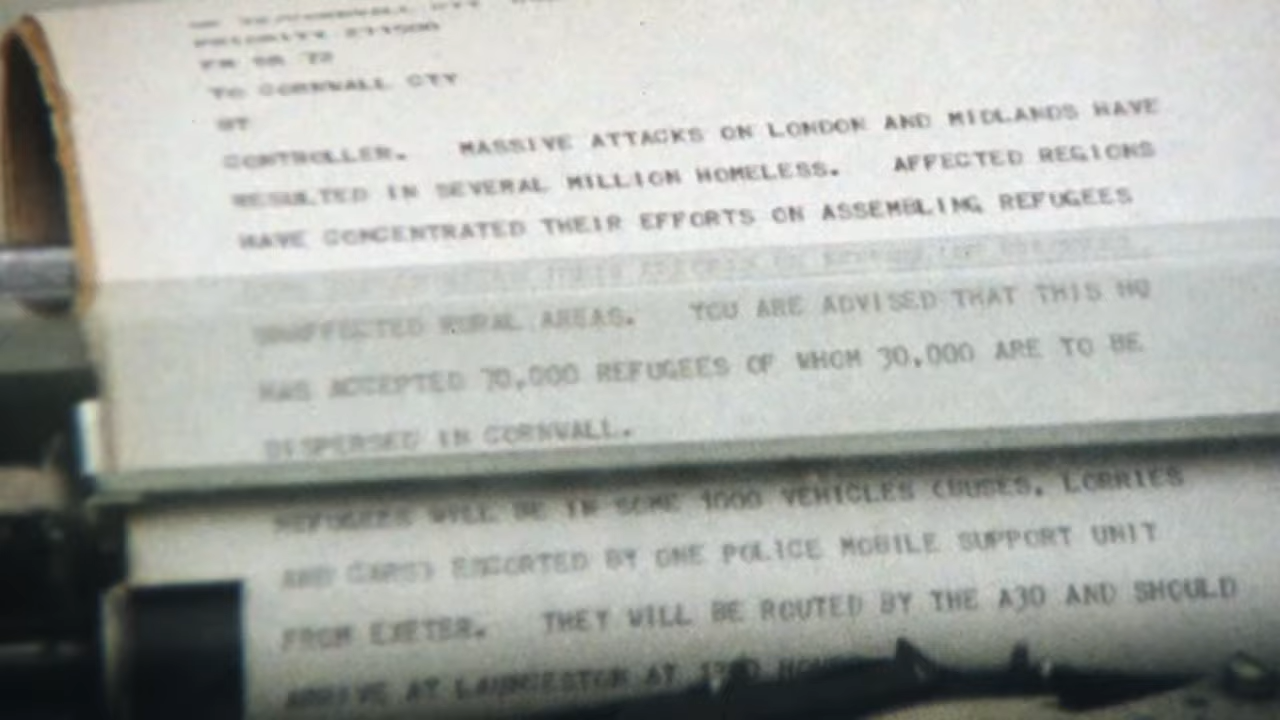 TO CORNWALL CTY
BT
CONTROLLER. MASSIVE ATTACKS ON LONDON AND MIDLANDS HAVE
RESULTED IN SEVERAL MILLION HOMELESS. AFFECTED REGIONS
HAVE CONCENTRATED THEIR EFFORTS ON ASSEMBLING REFUGEES
UNAFFECTED RURAL AREAS. YOU ARE ADVISED THAT THIS HQ
HAS ACCEPTED 70,000 REFUGEES OF WHOM 30,000 ARE TO BE
DISPERSED IN CORNWALL.
REFUGEES WILL BE IN SOME 1000 VEHICLES (BUSES, LORRIES
AND CARS) ESCORTED BY ONE POLICE MOBILE SUPPORT UNIT
FROM EXETER. THEY WILL BE ROUTED BY THE A30 AND SHOULD
ARRIVE AT LAUNCESTON AT